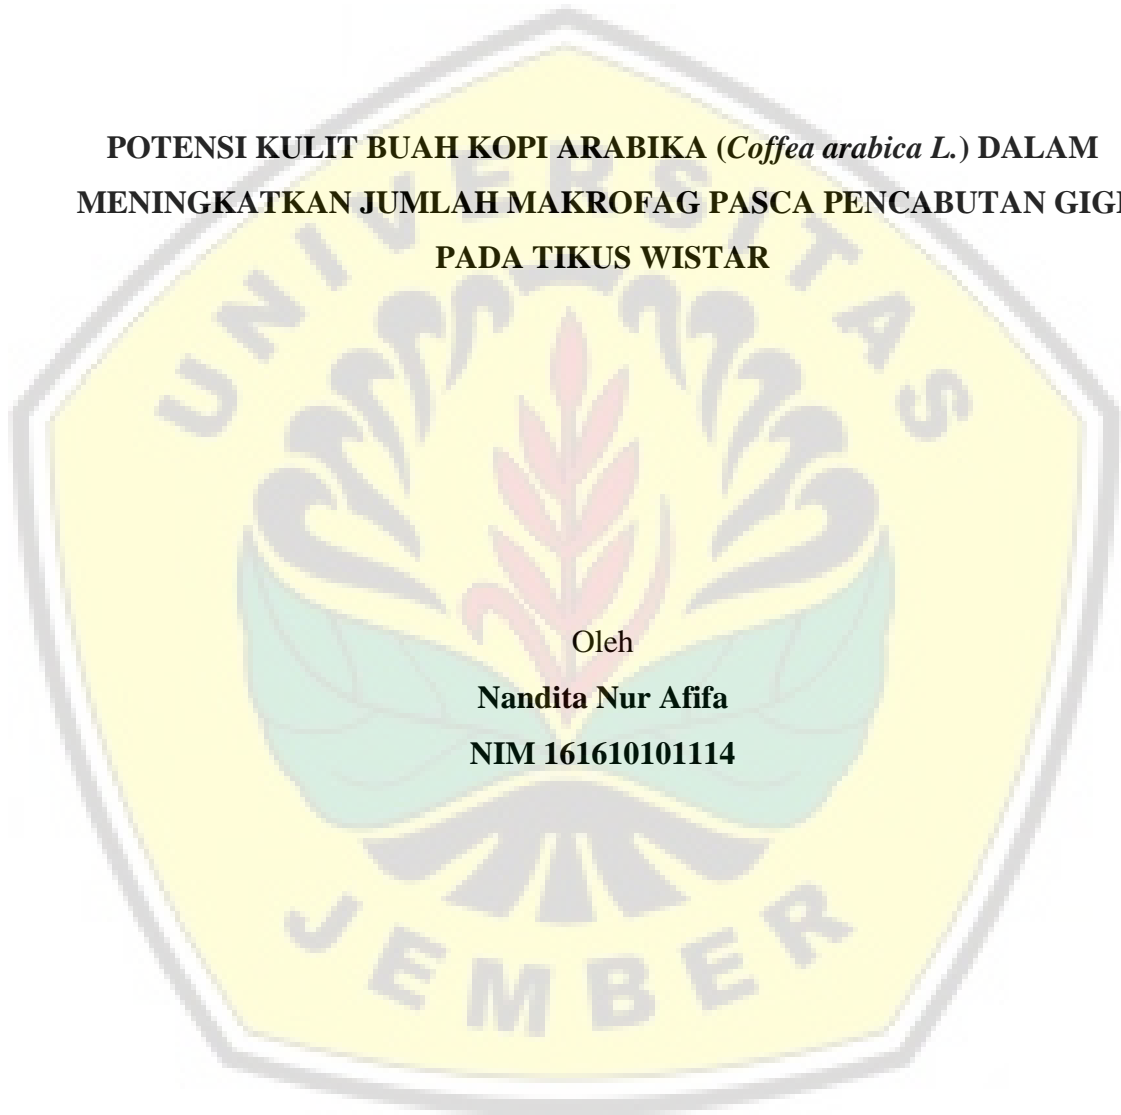 POTENSI KULIT BUAH KOPI ARABIKA (Coffea arabica L.) DALAM
MENINGKATKAN JUMLAH MAKROFAG PASCA PENCABUTAN GIGI
PADA TIKUS WISTAR
UNIVERSITAS
Oleh
Nandita Nur Afifa
NIM 161610101114
JEMBER